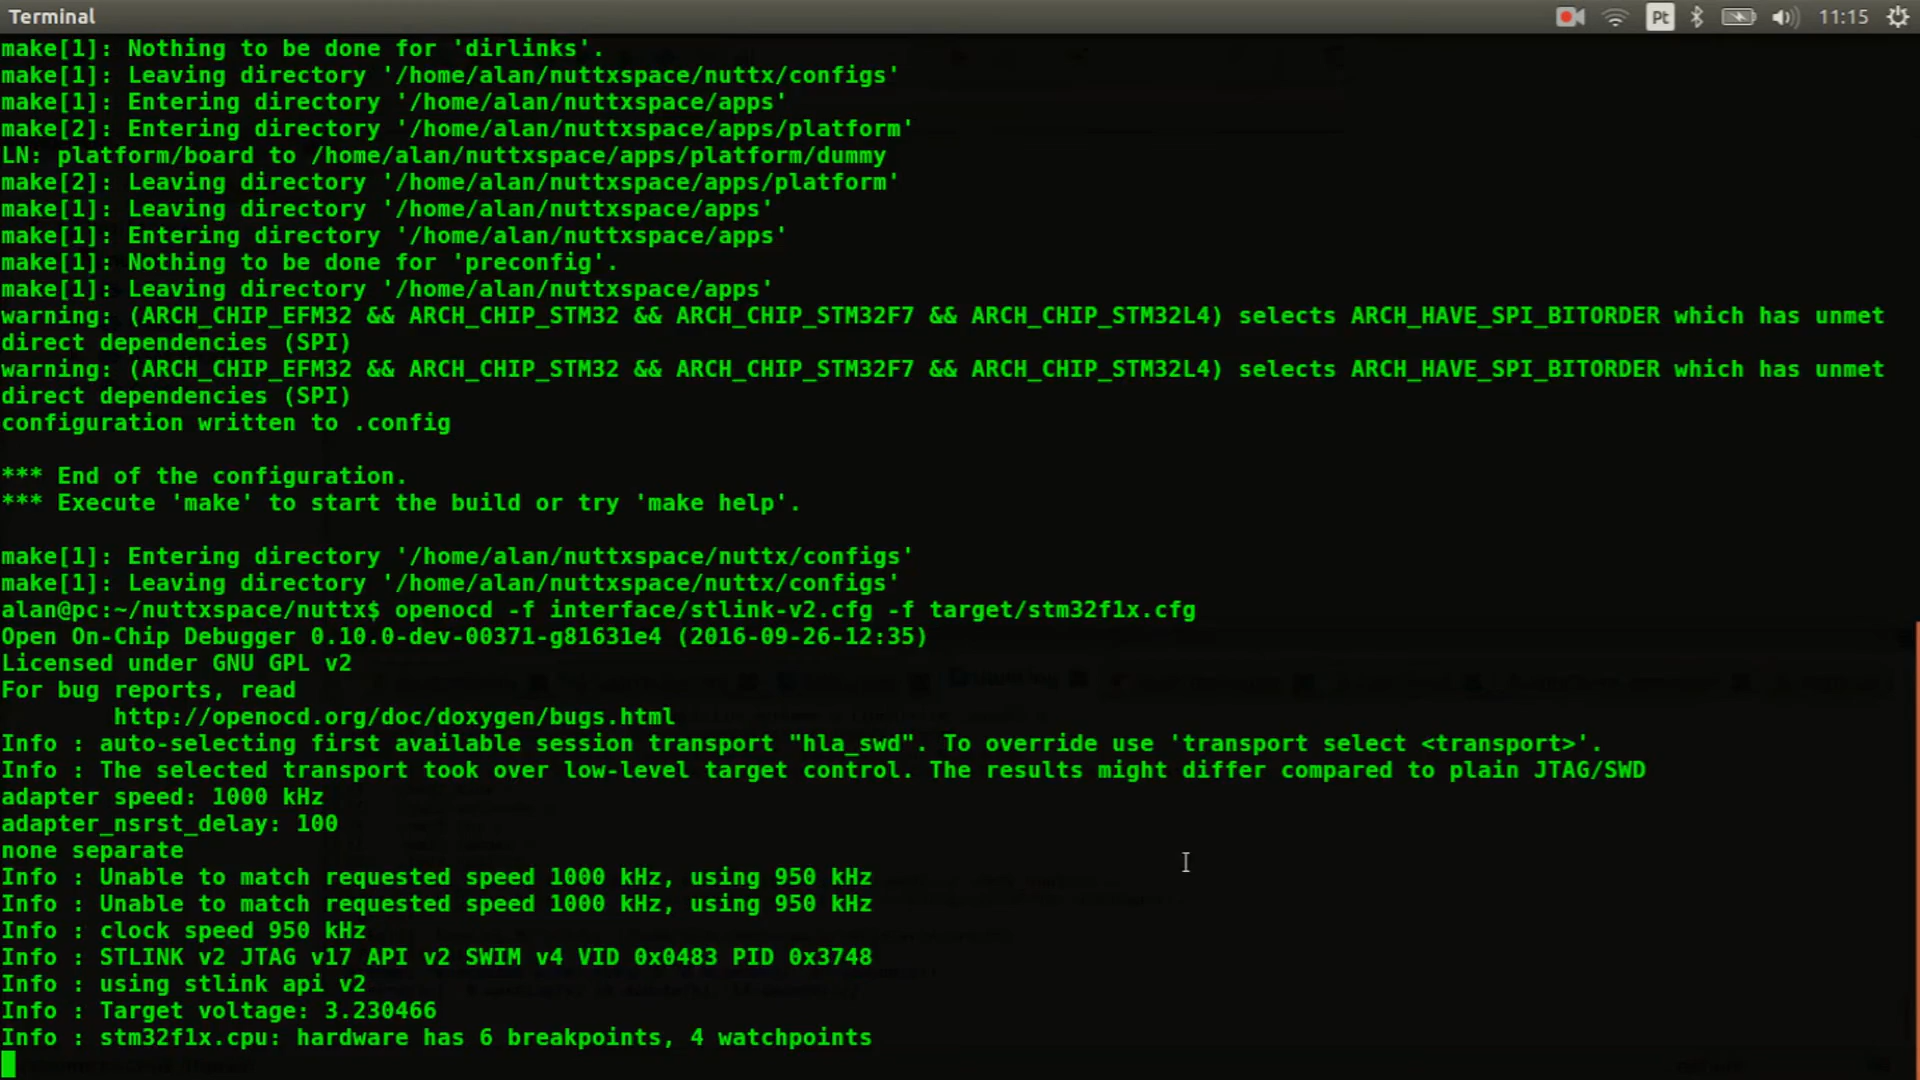 Terminal
Pt
11:15
make[1]: Nothing to be done for 'dirlinks'.
make[1]: Leaving directory '/home/alan/nuttxspace/nuttx/configs'
make[1]: Entering directory '/home/alan/nuttxspace/apps'
make[2]: Entering directory '/home/alan/nuttxspace/apps/platform'
LN: platform/board to /home/alan/nuttxspace/apps/platform/dummy
make[2]: Leaving directory '/home/alan/nuttxspace/apps/platform'
make[1]: Leaving directory '/home/alan/nuttxspace/apps'
make[1]: Entering directory '/home/alan/nuttxspace/apps'
make[1]: Nothing to be done for 'preconfig'.
make[1]: Leaving directory '/home/alan/nuttxspace/apps'
warning: (ARCH_CHIP_EFM32 && ARCH_CHIP_STM32 && ARCH_CHIP_STM32F7 && ARCH_CHIP_STM32L4) selects ARCH_HAVE_SPI_BITORDER which has unmet
direct dependencies (SPI)
warning: (ARCH_CHIP_EFM32 && ARCH_CHIP_STM32 && ARCH_CHIP_STM32F7 && ARCH_CHIP_STM32L4) selects ARCH_HAVE_SPI_BITORDER which has unmet
direct dependencies (SPI)
configuration written to .config
*** End of the configuration.
*** Execute 'make' to start the build or try 'make help'.
make[1]: Entering directory '/home/alan/nuttxspace/nuttx/configs'
make[1]: Leaving directory '/home/alan/nuttxspace/nuttx/configs'
alan@pc:~/nuttxspace/nuttx$ openocd -f interface/stlink-v2.cfg -f target/stm32f1x.cfg
Open On-Chip Debugger 0.10.0-dev-00371-g81631e4 (2016-09-26-12:35)
Licensed under GNU GPL v2
For bug reports, read
http://openocd.org/doc/doxygen/bugs.html
Info : auto-selecting first available session transport "hla_swd". To override use 'transport select <transport>'.
Info : The selected transport took over low-level target control. The results might differ compared to plain JTAG/SWD
adapter speed: 1000 kHz
adapter_nsrst_delay: 100
none separate
Info : Unable to match requested speed 1000 kHz, using 950 kHz
Info : Unable to match requested speed 1000 kHz, using 950 kHz
Info : clock speed 950 kHz
Info : STLINK v2 JTAG v17 API v2 SWIM v4 VID 0x0483 PID 0x3748
Info : using stlink api v2
Info : Target voltage: 3.230466
Info : stm32f1x.cpu: hardware has 6 breakpoints, 4 watchpoints